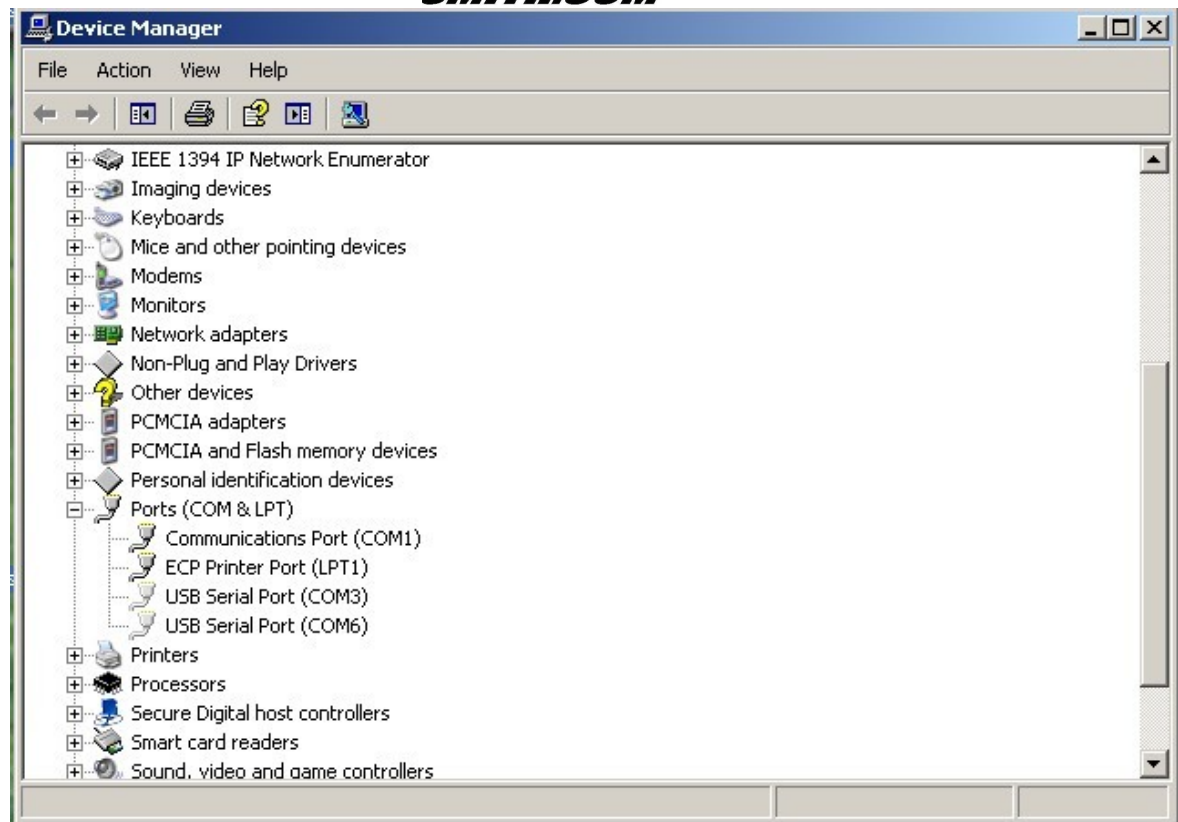 Device Manager
File Action View Help
IEEE 1394 IP Network Enumerator
Imaging devices
Keyboards
Mice and other pointing devices
Modems
Monitors
Network adapters
Non-Plug and Play Drivers
Other devices
PCMCIA adapters
PCMCIA and Flash memory devices
Personal identification devices
Ports (COM & LPT)
Communications Port (COM1)
ECP Printer Port (LPT1)
USB Serial Port (COM3)
USB Serial Port (COM6)
Printers
Processors
Secure Digital host controllers
Smart card readers
Sound, video and game controllers